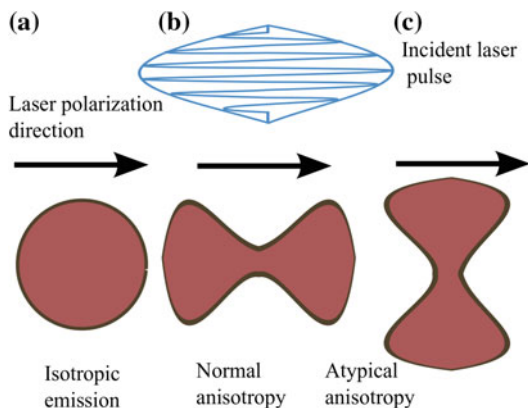 (a)
(b)
(c)
Incident laser
pulse
Laser polarization
direction
Isotropic
emission
Normal
anisotropy
Atypical
anisotropy